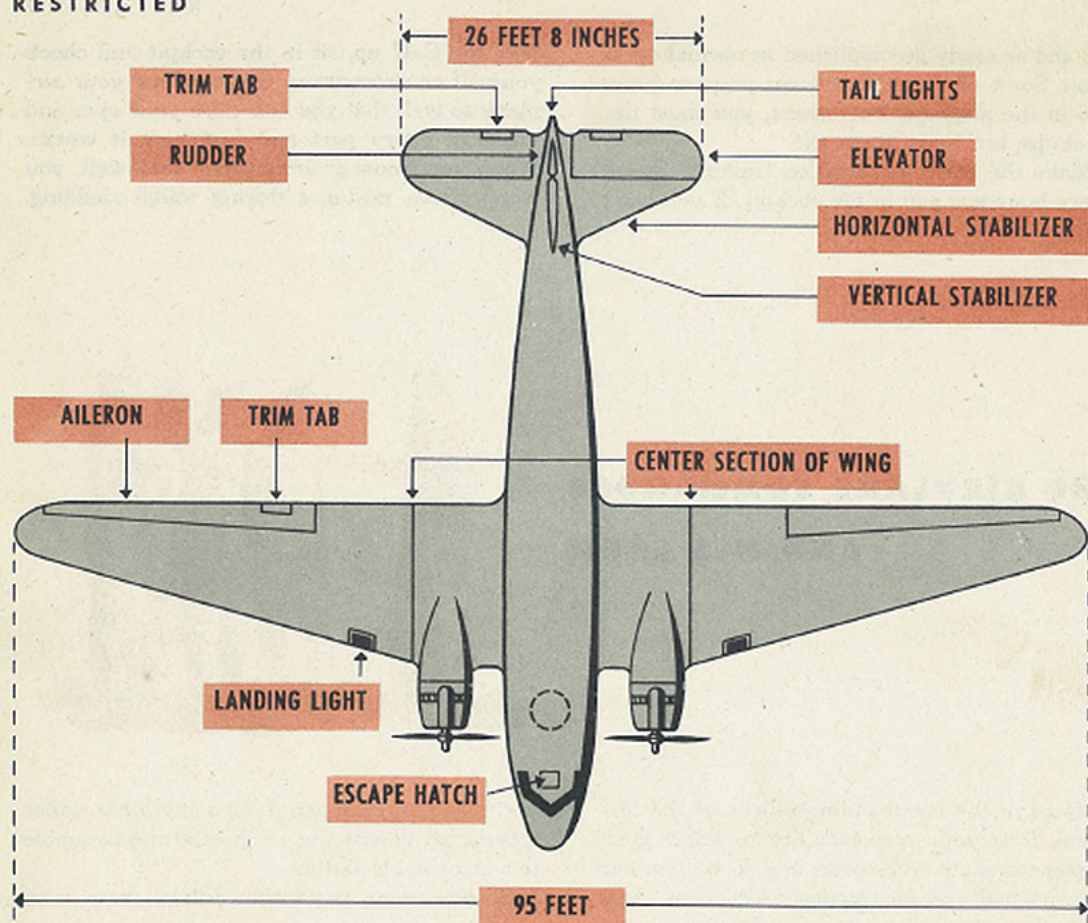 RESTRICTED
26 FEET 8 INCHES
TRIM TAB
TAIL LIGHTS
RUDDER
ELEVATOR
HORIZONTAL STABILIZER
VERTICAL STABILIZER
AILERON
TRIM TAB
CENTER SECTION OF WING
LANDING LIGHT
ESCAPE HATCH
95 FEET